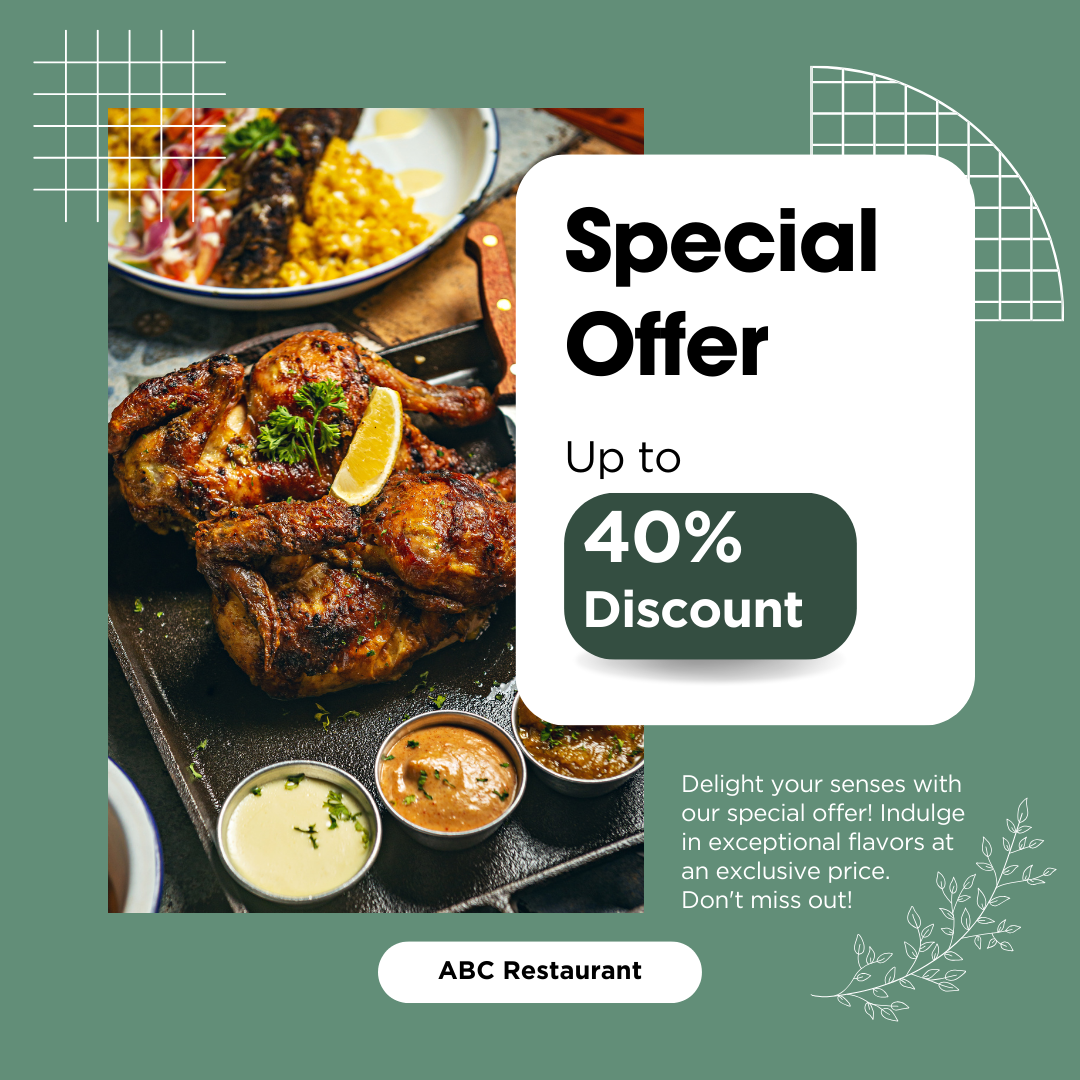 Special
Offer
Up to
40%
Discount
Delight your senses with
our special offer! Indulge
in exceptional flavors at
an exclusive price.
Don't miss out!
ABC Restaurant